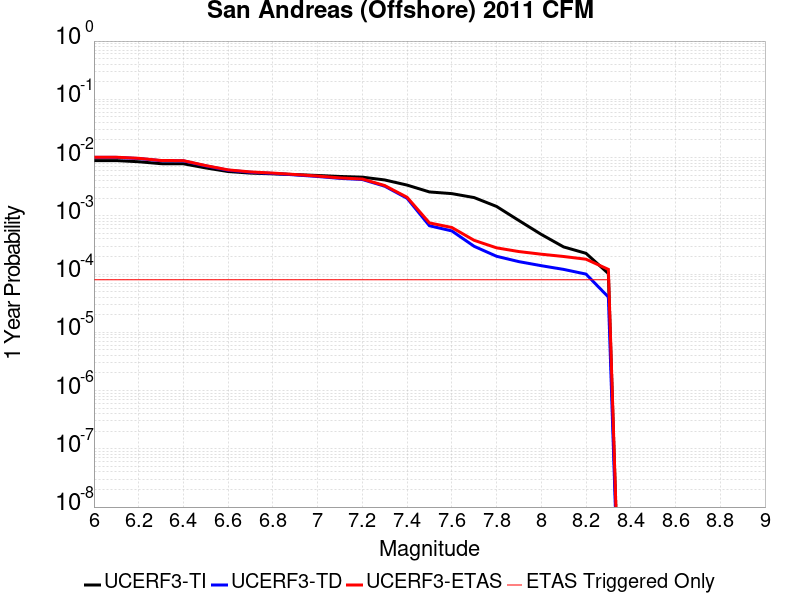 San Andreas (Offshore) 2011 CFM
10 0
10 -1
10 -2
10 -3
10 -4
10 -5
10 -6
10 -7
10 -8
1 Year Probability
6 6.2 6.4 6.6 6.8 7 7.2 7.4 7.6 7.8 8 8.2 8.4 8.6 8.8 9
Magnitude
UCERF3-TI UCERF3-TD UCERF3-ETAS ETAS Triggered Only